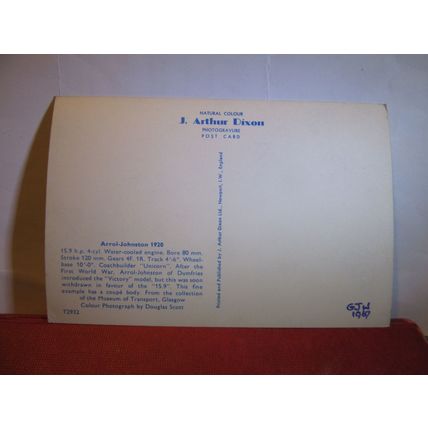 NATURAL COLOUR
J. Arthur Dixon
PHOTOGRAVURE
POST CARD
Arrol-Johnston 1920
15.9 h.p. 4-cyl. Water-cooled engine. Bore 80 mm.
Stroke 120 mm. Gears 4F. 1R. Track 4'-6". Wheel-
base 10'-0". Coachbuilder "Unicorn". After the
First World War, Arrol-Johnston of Dumfries
introduced the "Victory" model, but this was soon
withdrawn in favour of the "15.9". This fine
example has a coupé body. From the collection
of the Museum of Transport, Glasgow
Colour Photograph by Douglas Scott
T2932
Printed and Published by J. Arthur Dixon Ltd., Newport, I.W., England
GJW